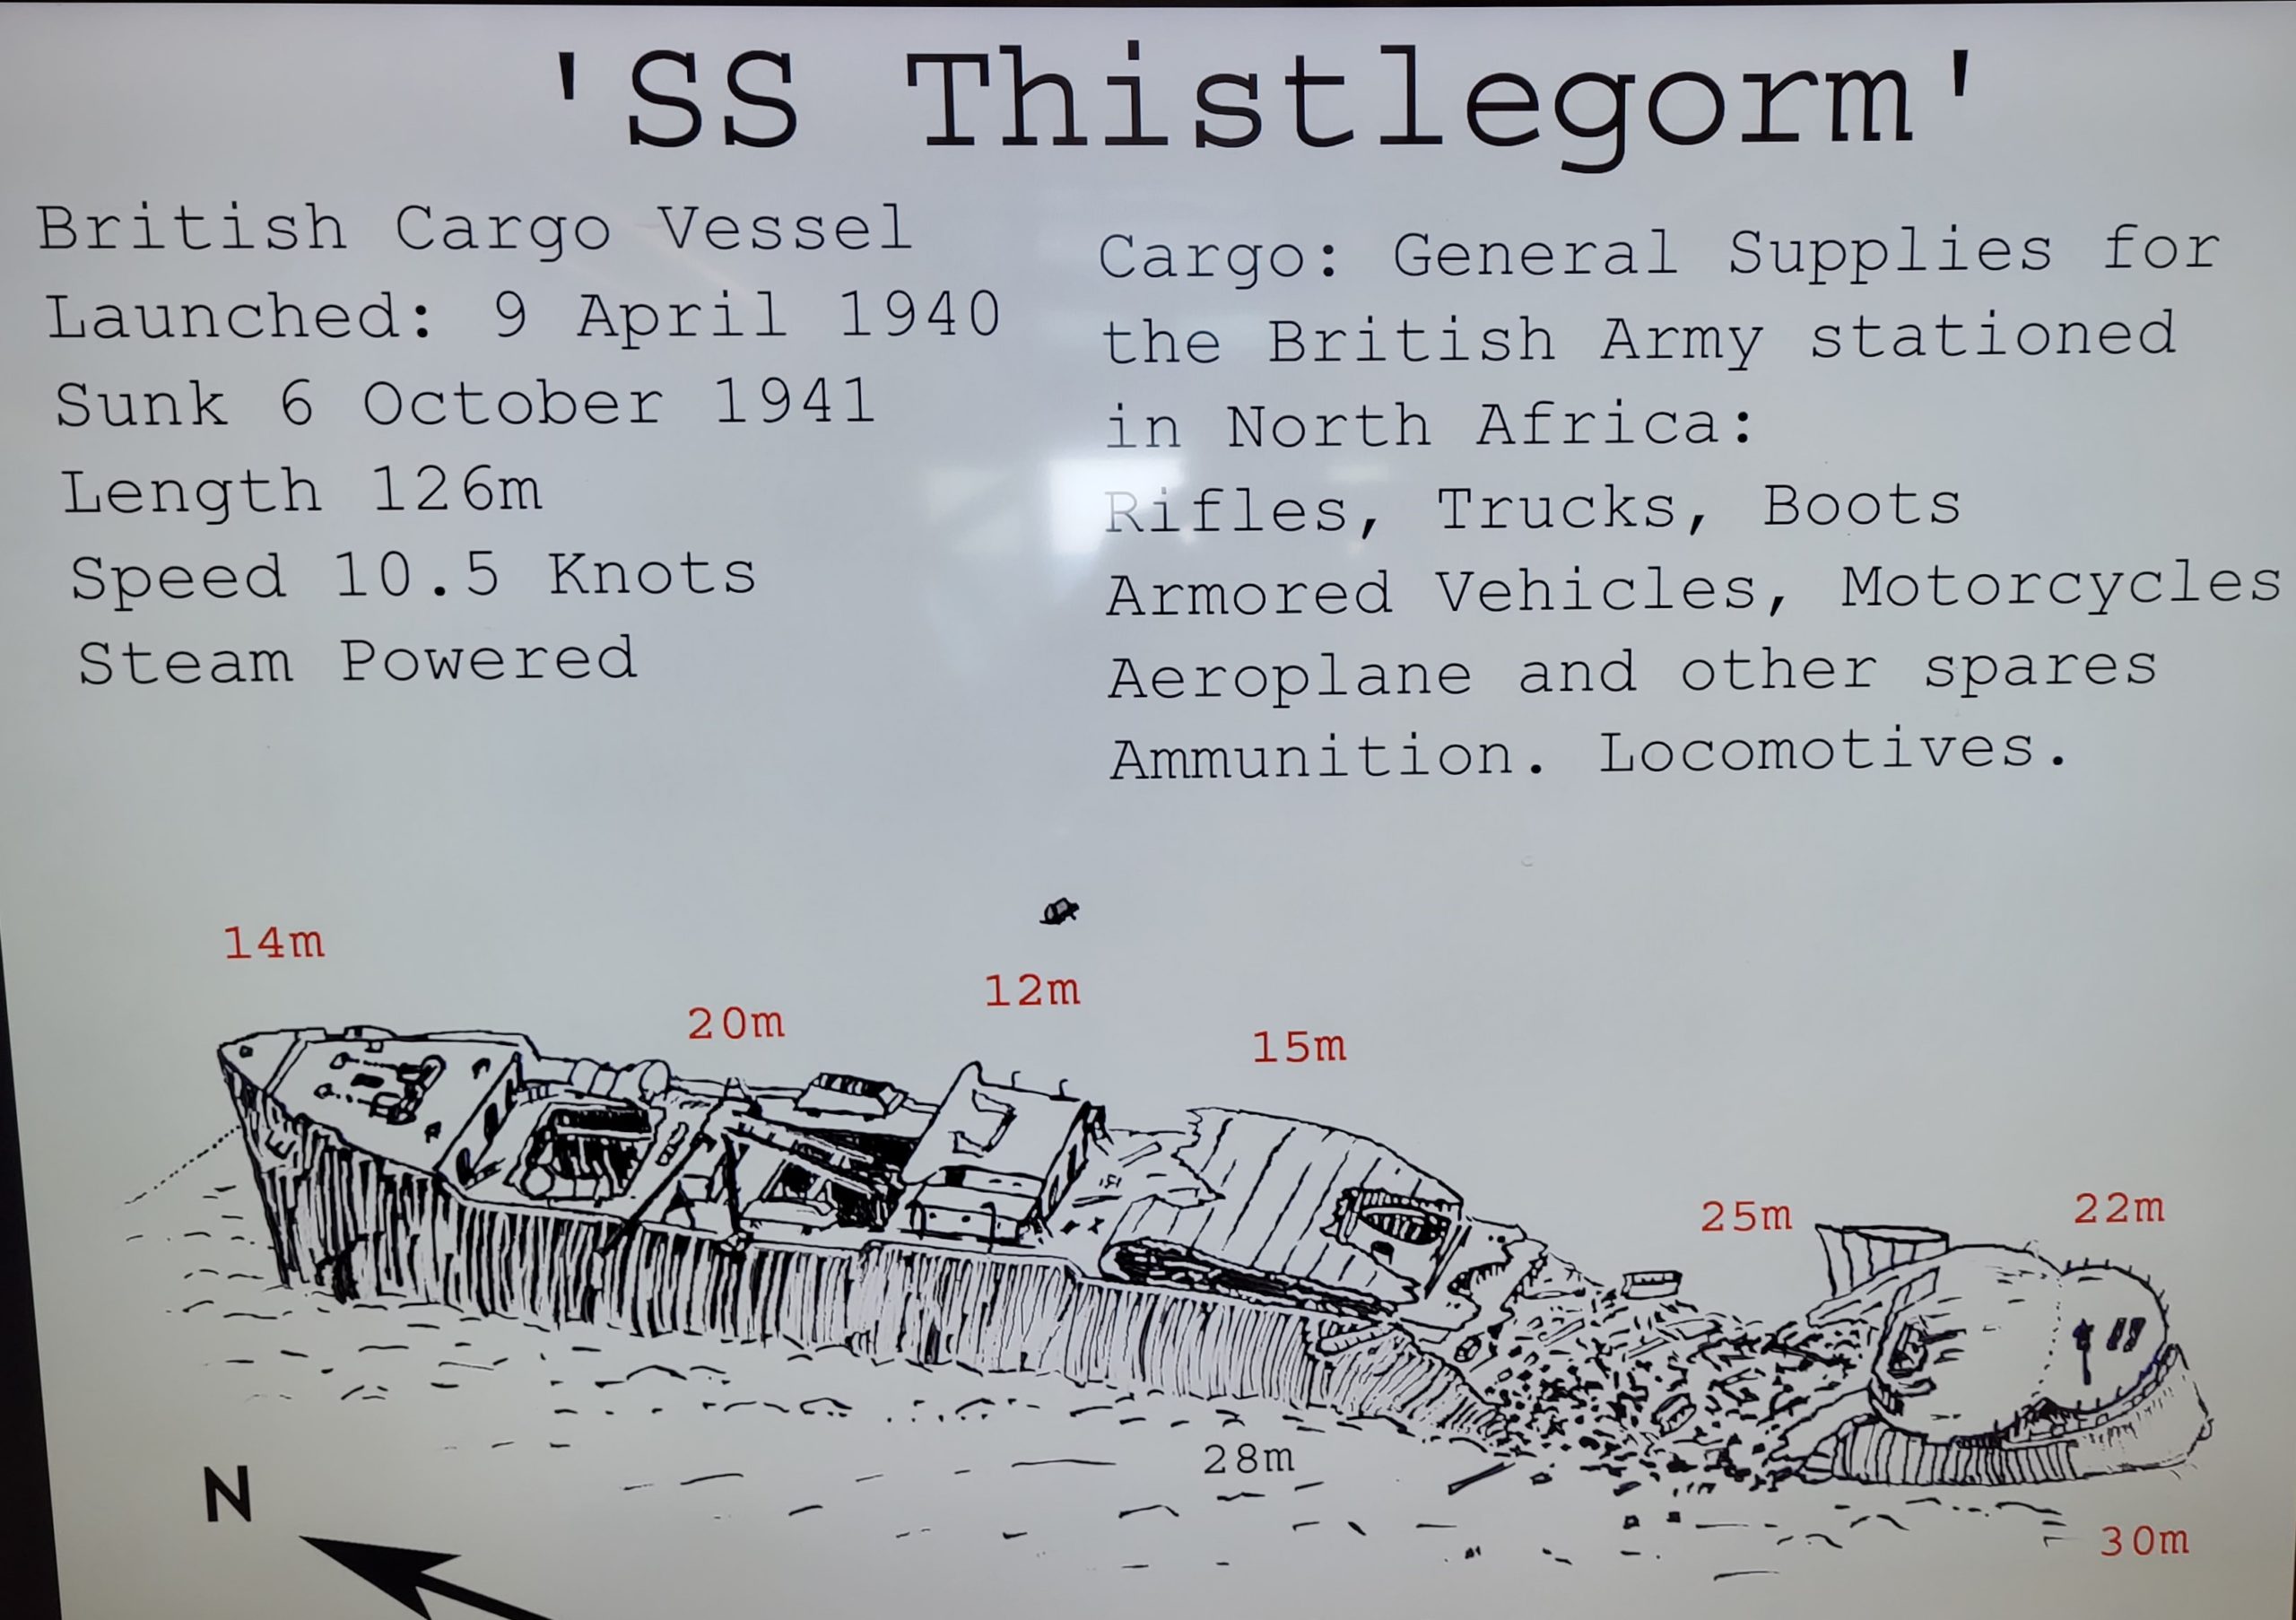 'SS Thistlegorm'
British Cargo Vessel
Launched: 9 April 1940
Sunk 6 October 1941
Length 126m
Speed 10.5 Knots
Steam Powered
Cargo: General Supplies for
the British Army stationed
in North Africa:
Rifles, Trucks, Boots
Armored Vehicles, Motorcycles
Aeroplane and other spares
Ammunition. Locomotives.
14m
20m
12m
15m
25m
22m
28m
30m
N